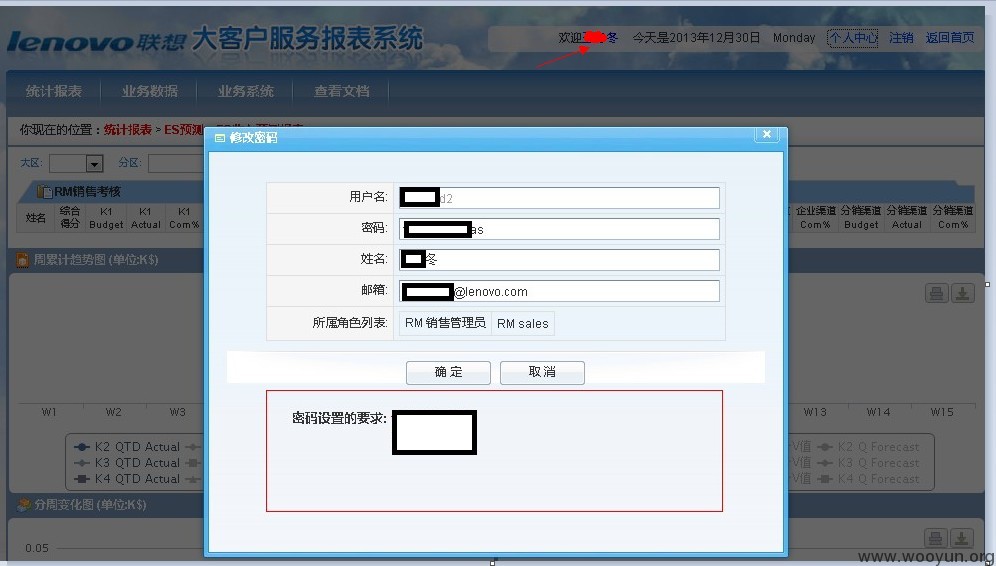 lenovo联想 大客户服务报表系统
欢迎 冬 今天是2013年12月30日 Monday 个人中心 注销 返回首页
统计报表 业务数据 业务系统 查看文档
你现在的位置：统计报表 > ES预测
大区: 分区:
RM销售考核
姓名 综合得分 K1 Budget K1 Actual K1 Com% 企业渠道 Com% 分销渠道 Budget 分销渠道 Actual 分销渠道 Com%
周累计趋势图 (单位:K$)
修改密码
用户名: d2
密码: as
姓名: 冬
邮箱: @lenovo.com
所属角色列表: RM 销售管理员 RM sales
确 定 取 消
密码设置的要求:
W1 W2 W3 W13 W14 W15
K2 QTD Actual V值 K2 Q Forecast
K3 QTD Actual V值 K3 Q Forecast
K4 QTD Actual V值 K4 Q Forecast
分周变化图 (单位:K$)
0.05
www.wooyun.org